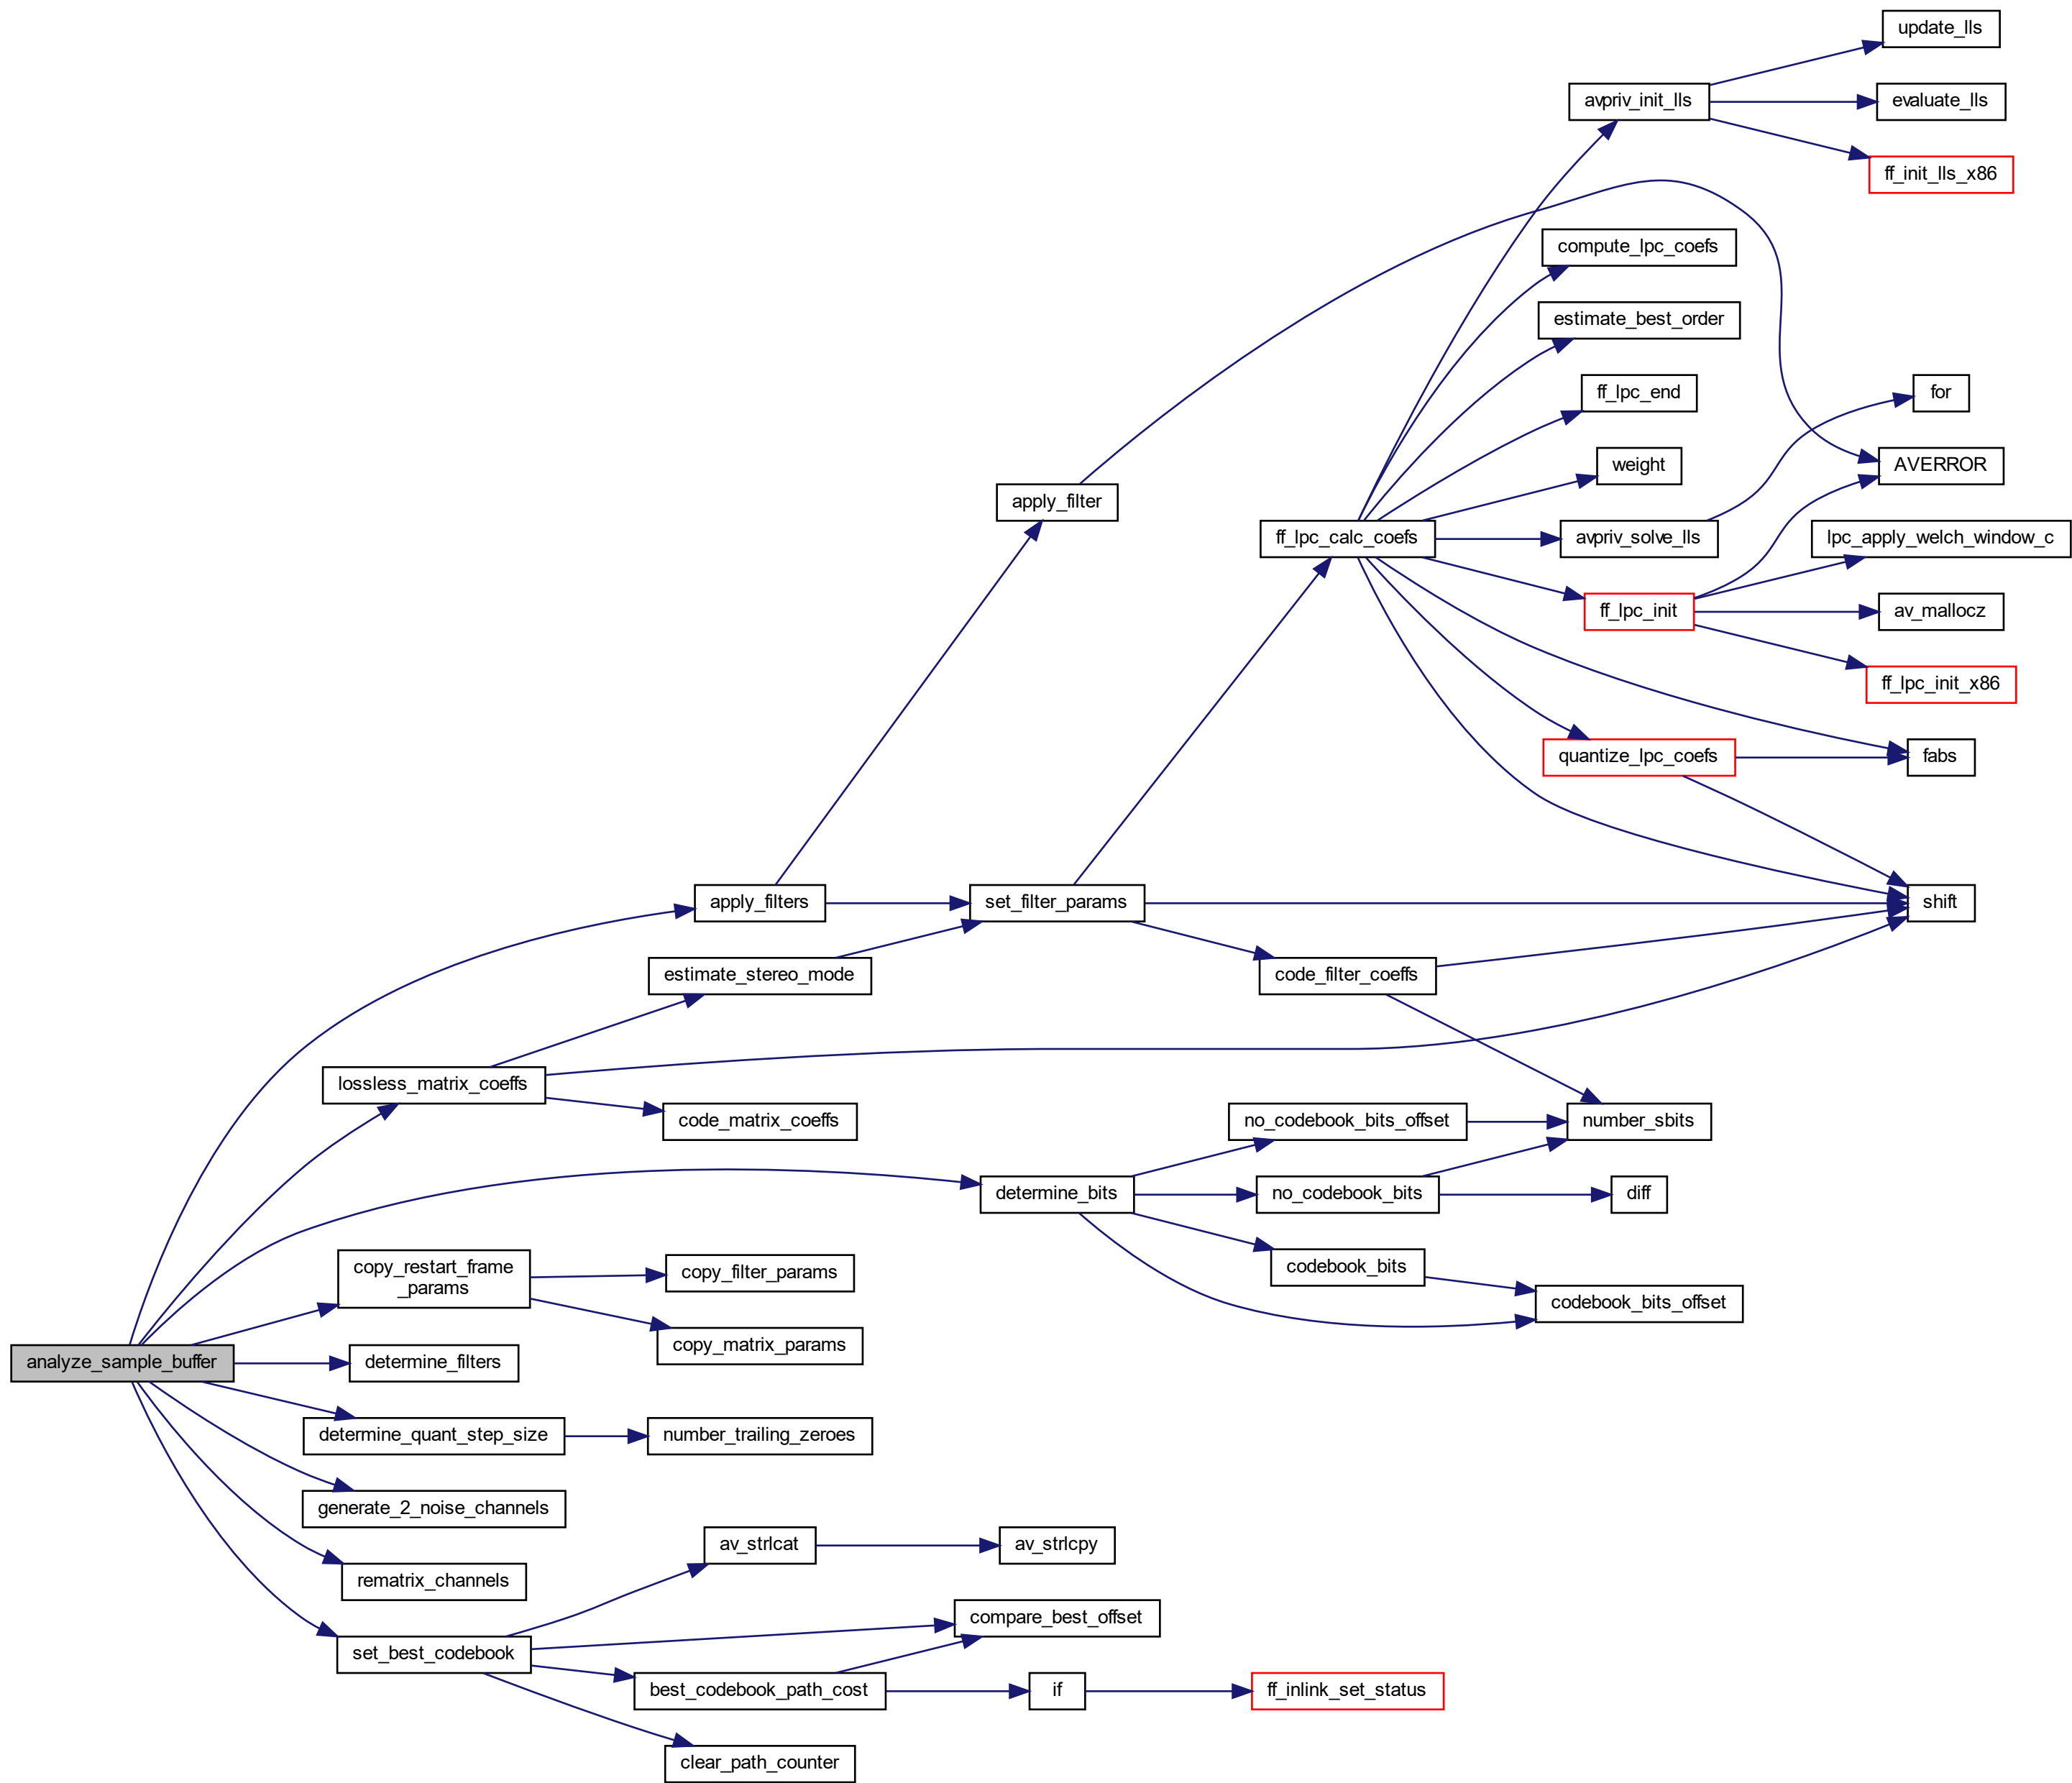 update_lls
avpriv_init_lls
evaluate_lls
ff_init_lls_x86
compute_lpc_coefs
estimate_best_order
ff_lpc_end
for
weight
AVERROR
apply_filter
ff_lpc_calc_coefs
avpriv_solve_lls
lpc_apply_welch_window_c
ff_lpc_init
av_mallocz
ff_lpc_init_x86
quantize_lpc_coefs
fabs
apply_filters
set_filter_params
shift
estimate_stereo_mode
code_filter_coeffs
lossless_matrix_coeffs
code_matrix_coeffs
no_codebook_bits_offset
number_sbits
determine_bits
no_codebook_bits
diff
copy_restart_frame
_params
copy_filter_params
codebook_bits
codebook_bits_offset
copy_matrix_params
analyze_sample_buffer
determine_filters
determine_quant_step_size
number_trailing_zeroes
generate_2_noise_channels
av_strlcat
av_strlcpy
rematrix_channels
compare_best_offset
set_best_codebook
best_codebook_path_cost
if
ff_inlink_set_status
clear_path_counter